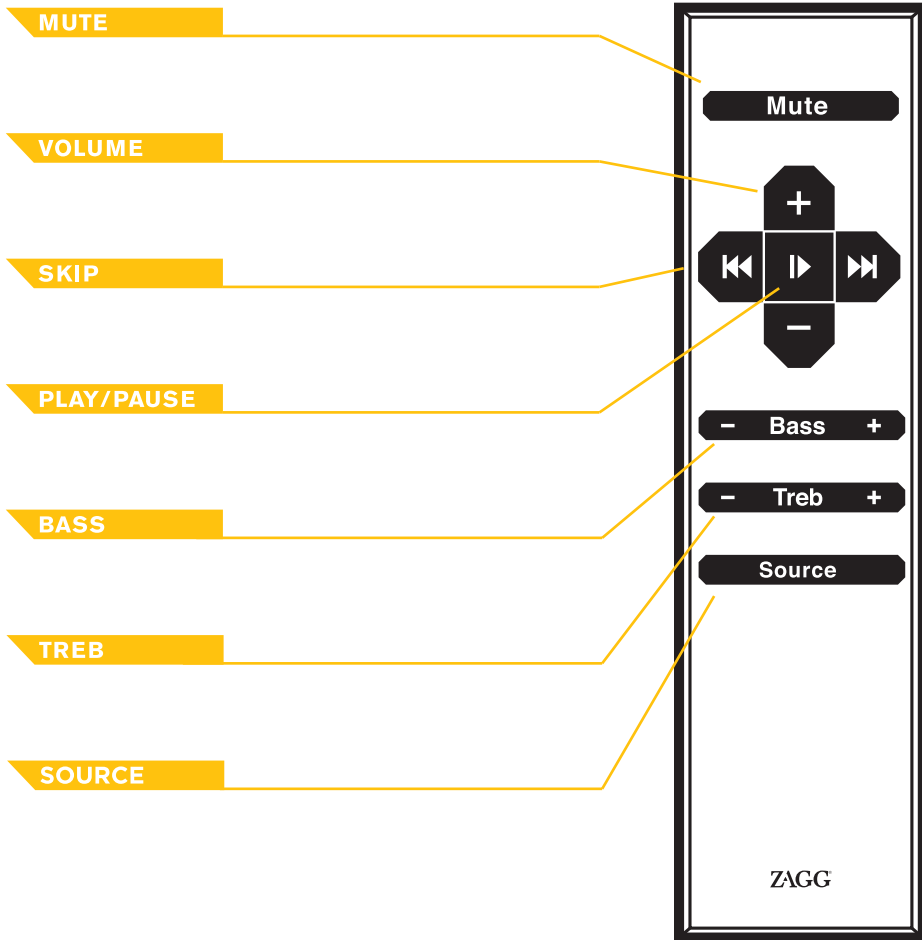 MUTE
VOLUME
SKIP
PLAY/PAUSE
BASS
TREB
SOURCE
Mute
+
−
− Bass +
− Treb +
Source
ZAGG